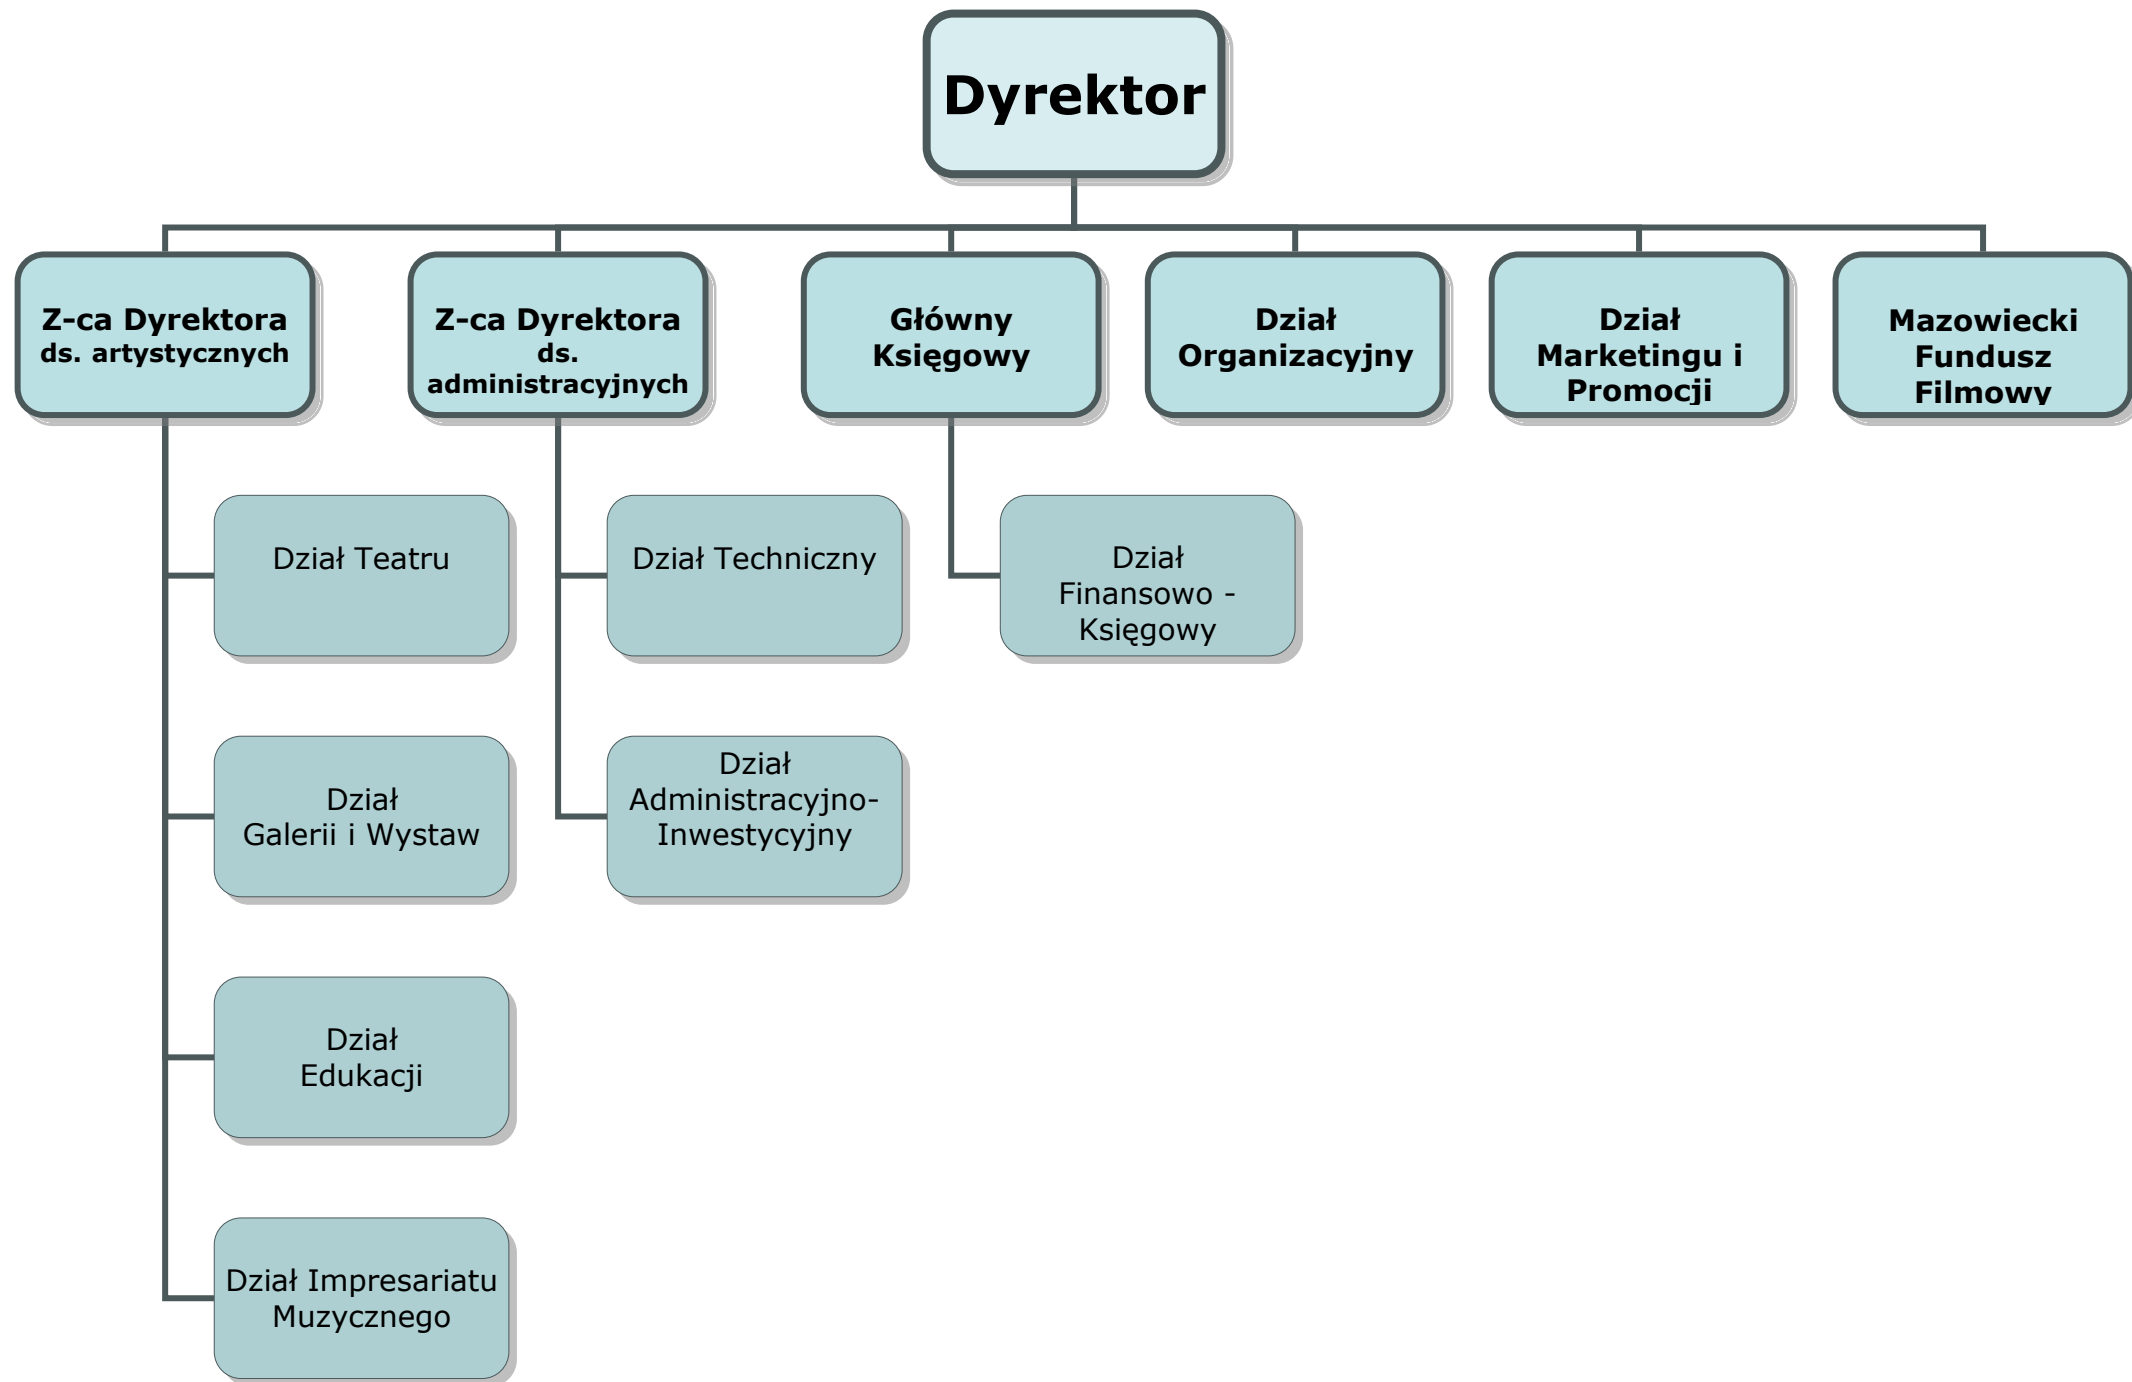 Dyrektor
Z-ca Dyrektora
ds. artystycznych
Z-ca Dyrektora
ds.
administracyjnych
Główny
Księgowy
Dział
Organizacyjny
Dział
Marketingu i
Promocji
Mazowiecki
Fundusz
Filmowy
Dział Teatru
Dział Techniczny
Dział
Finansowo -
Księgowy
Dział
Galerii i Wystaw
Dział
Administracyjno-
Inwestycyjny
Dział
Edukacji
Dział Impresariatu
Muzycznego